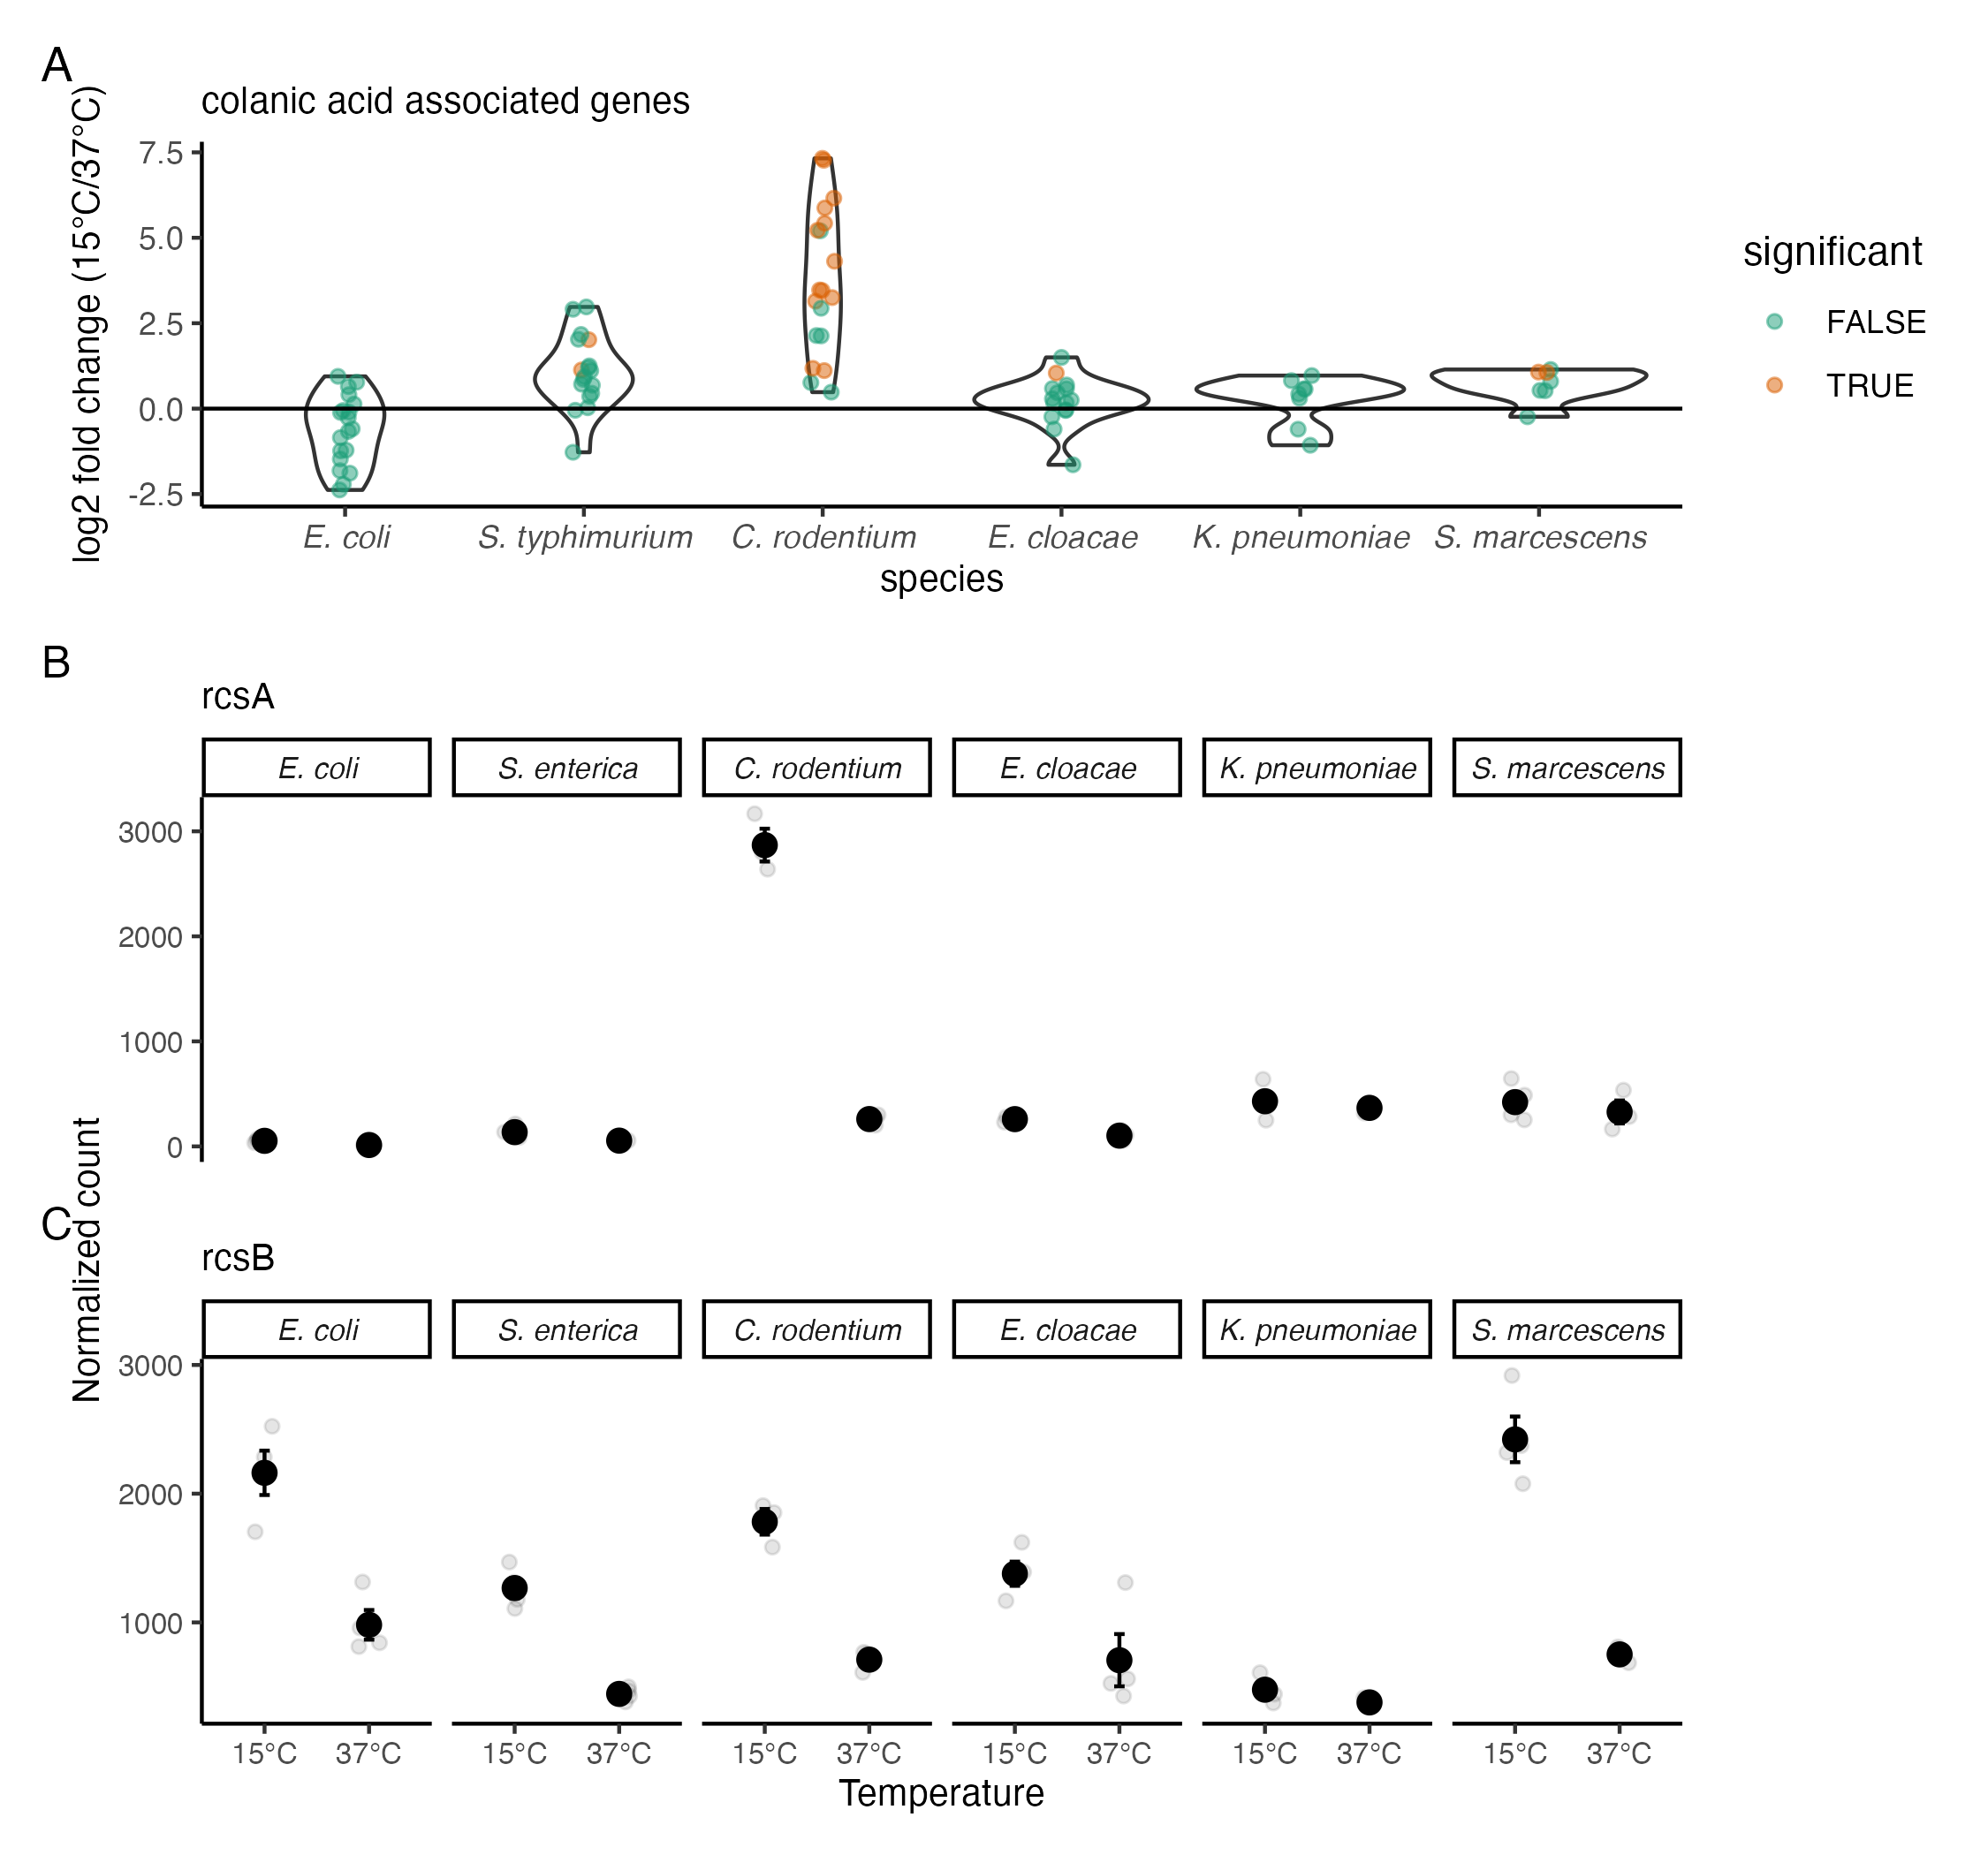 A
colanic acid associated genes
log2 fold change (15°C/37°C)
7.5
5.0
2.5
0.0
-2.5
E. coli S. typhimurium C. rodentium E. cloacae K. pneumoniae S. marcescens
species
significant
FALSE
TRUE
B
rcsA
E. coli S. enterica C. rodentium E. cloacae K. pneumoniae S. marcescens
3000
2000
1000
0
Normalized count
C
rcsB
E. coli S. enterica C. rodentium E. cloacae K. pneumoniae S. marcescens
3000
2000
1000
15°C 37°C 15°C 37°C 15°C 37°C 15°C 37°C 15°C 37°C 15°C 37°C
Temperature